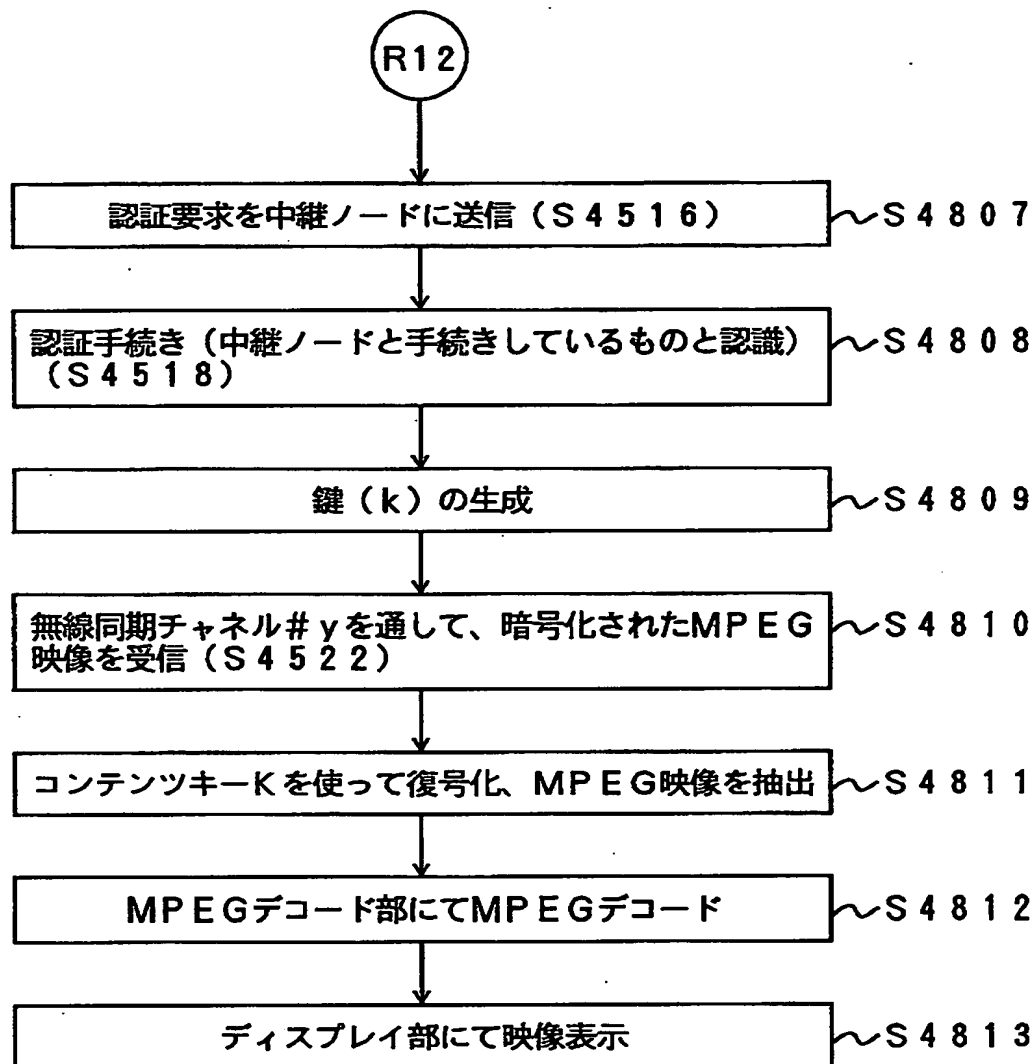 R12
認証要求を中継ノードに送信(S4516) S4807
認証手続き(中継ノードと手続きしているものと認識) S4808
(S4518)
鍵(k)の生成 S4809
無線同期チャネル#yを通して、暗号化されたMPEG S4810
映像を受信(S4522)
コンテンツキーKを使って復号化、MPEG映像を抽出 S4811
MPEGデコード部にてMPEGデコード S4812
ディスプレイ部にて映像表示 S4813